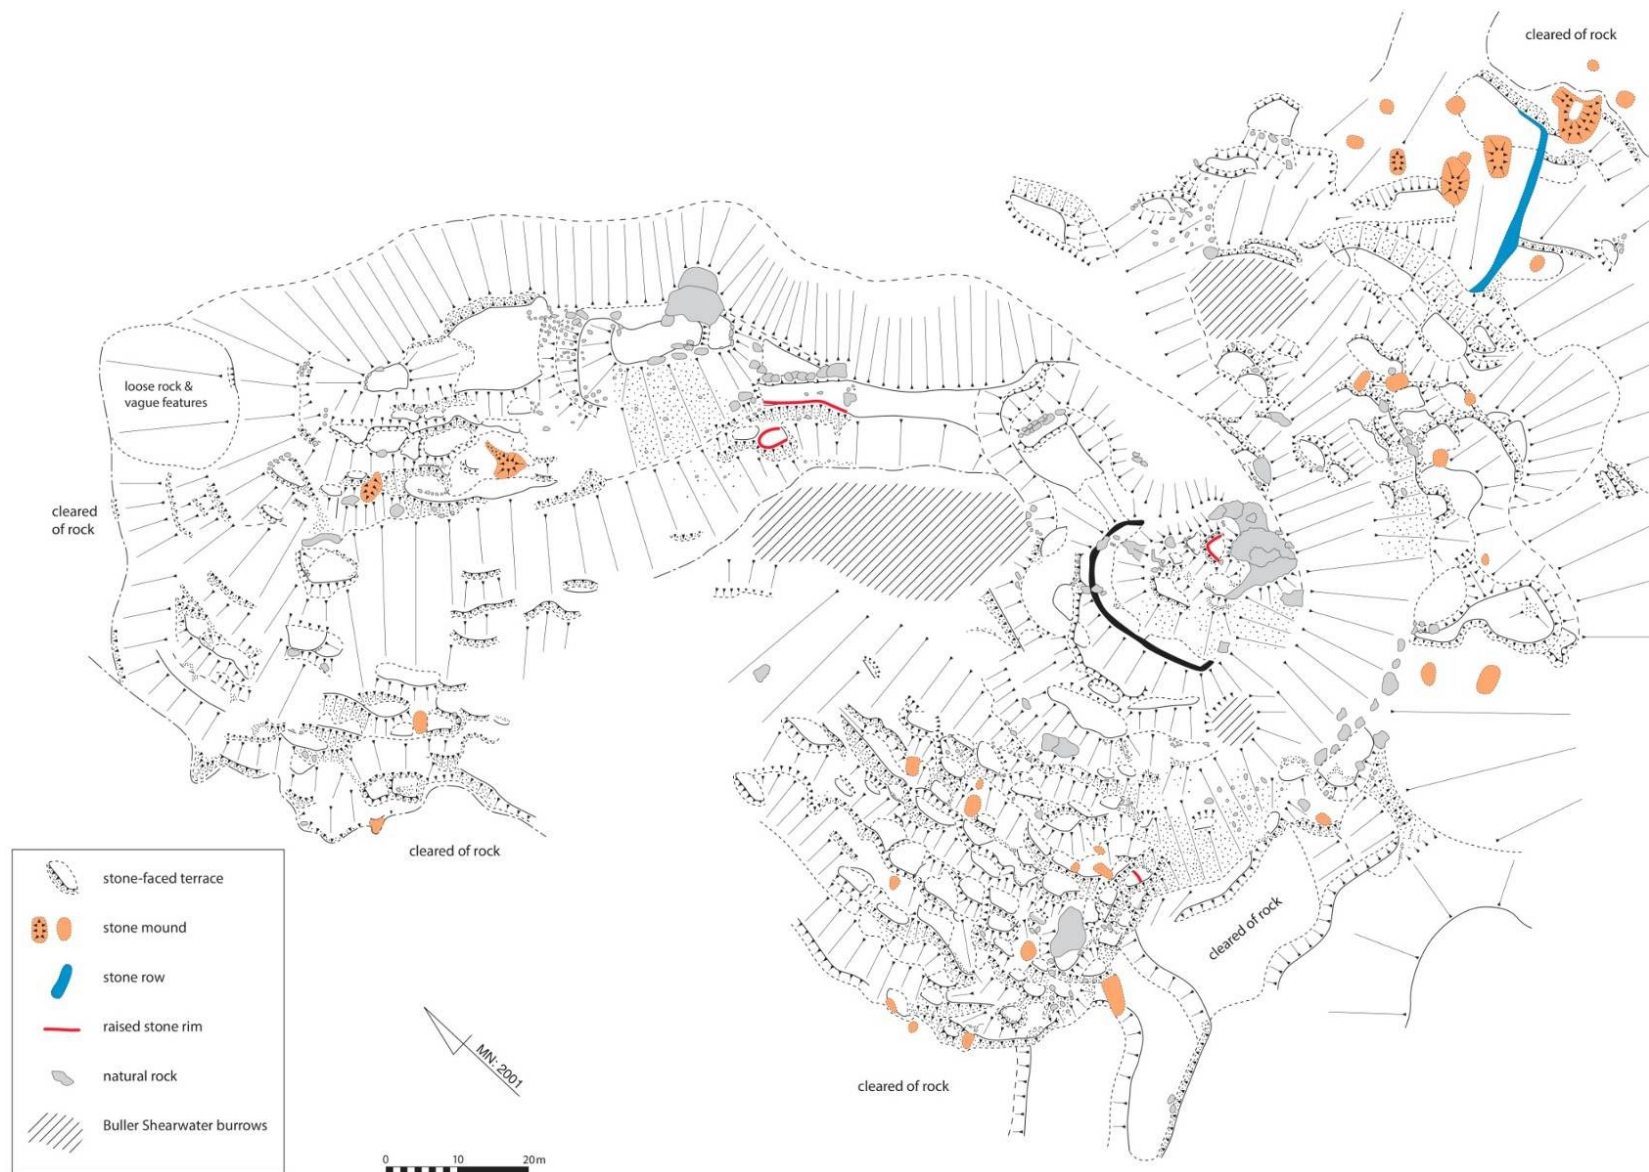 cleared of rock
loose rock &
vague features
cleared
of rock
cleared of rock
cleared of rock
cleared of rock
stone-faced terrace
stone mound
stone row
raised stone rim
natural rock
Buller Shearwater burrows
MN: 2001
0 10 20m